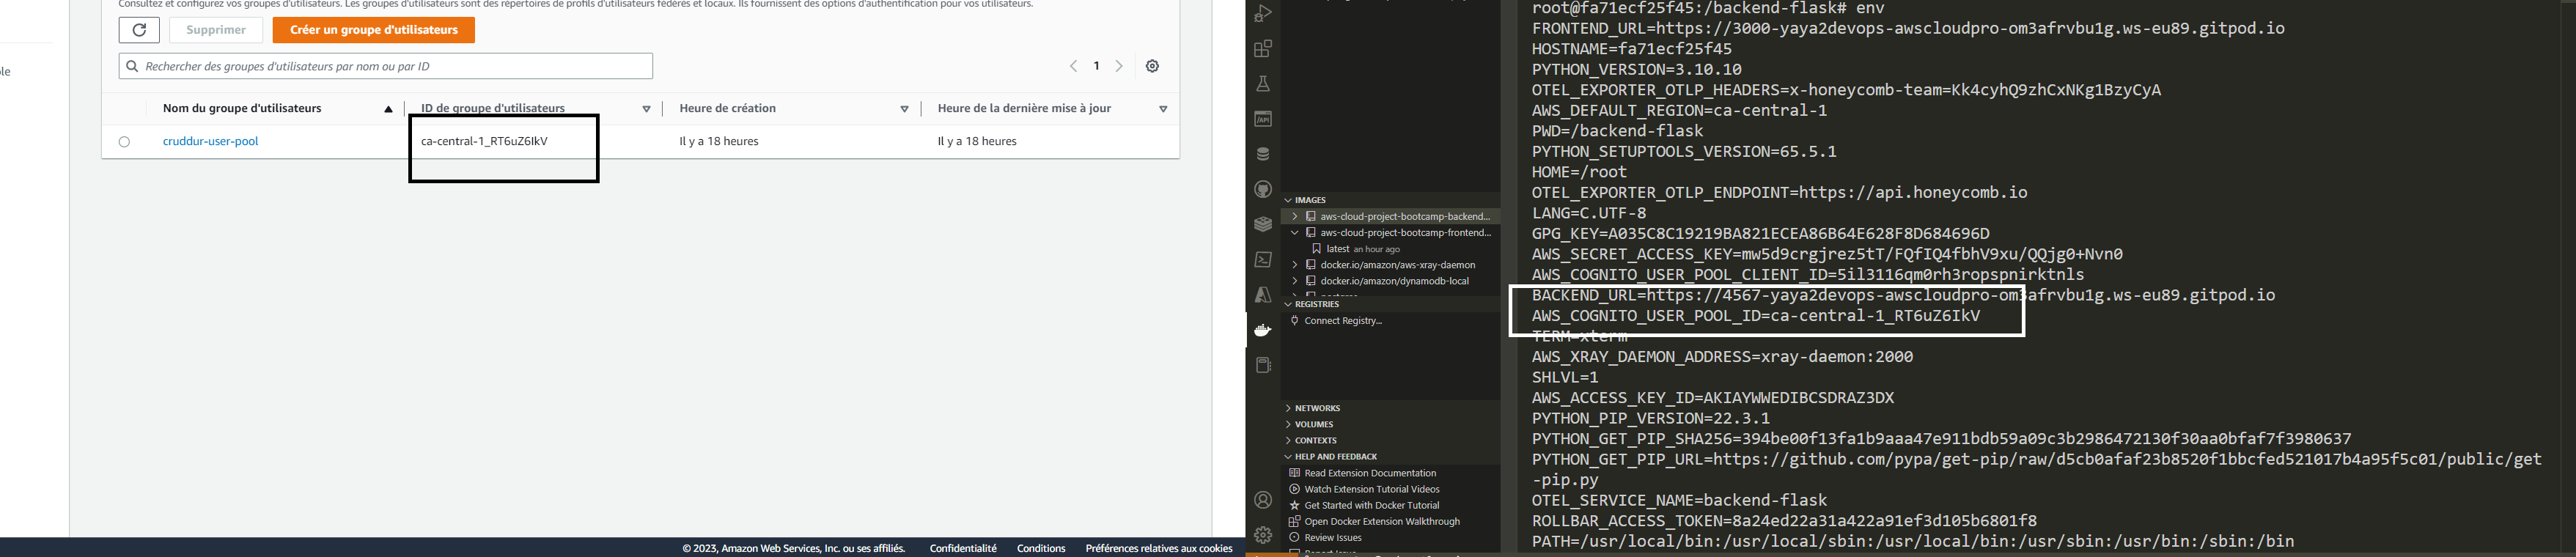 Consultez et configurez vos groupes d'utilisateurs. Les groupes d'utilisateurs sont des répertoires de profils d'utilisateurs fédérés et locaux. Ils fournissent des options d'authentification pour vos utilisateurs.
Supprimer
Créer un groupe d'utilisateurs
Rechercher des groupes d'utilisateurs par nom ou par ID
1
Nom du groupe d'utilisateurs
ID de groupe d'utilisateurs
Heure de création
Heure de la dernière mise à jour
cruddur-user-pool
ca-central-1_RT6uZ6IkV
Il y a 18 heures
Il y a 18 heures
© 2023, Amazon Web Services, Inc. ou ses affiliés.
Confidentialité
Conditions
Préférences relatives aux cookies
IMAGES
aws-cloud-project-bootcamp-backend...
aws-cloud-project-bootcamp-frontend...
latest an hour ago
docker.io/amazon/aws-xray-daemon
docker.io/amazon/dynamodb-local
REGISTRIES
Connect Registry...
NETWORKS
VOLUMES
CONTEXTS
HELP AND FEEDBACK
Read Extension Documentation
Watch Extension Tutorial Videos
Get Started with Docker Tutorial
Open Docker Extension Walkthrough
Review Issues
root@fa71ecf25f45:/backend-flask# env
FRONTEND_URL=https://3000-yaya2devops-awscloudpro-om3afrvbu1g.ws-eu89.gitpod.io
HOSTNAME=fa71ecf25f45
PYTHON_VERSION=3.10.10
OTEL_EXPORTER_OTLP_HEADERS=x-honeycomb-team=Kk4cyhQ9zhCxNKg1BzyCyA
AWS_DEFAULT_REGION=ca-central-1
PWD=/backend-flask
PYTHON_SETUPTOOLS_VERSION=65.5.1
HOME=/root
OTEL_EXPORTER_OTLP_ENDPOINT=https://api.honeycomb.io
LANG=C.UTF-8
GPG_KEY=A035C8C19219BA821ECEA86B64E628F8D684696D
AWS_SECRET_ACCESS_KEY=mw5d9crgjrez5tT/FQfIQ4fbhV9xu/QQjg0+Nvn0
AWS_COGNITO_USER_POOL_CLIENT_ID=5il3116qm0rh3ropspnirktnls
BACKEND_URL=https://4567-yaya2devops-awscloudpro-om3afrvbu1g.ws-eu89.gitpod.io
AWS_COGNITO_USER_POOL_ID=ca-central-1_RT6uZ6IkV
TERM=xterm
AWS_XRAY_DAEMON_ADDRESS=xray-daemon:2000
SHLVL=1
AWS_ACCESS_KEY_ID=AKIAYWWEDIBCSDRAZ3DX
PYTHON_PIP_VERSION=22.3.1
PYTHON_GET_PIP_SHA256=394be00f13fa1b9aaa47e911bdb59a09c3b2986472130f30aa0bfaf7f3980637
PYTHON_GET_PIP_URL=https://github.com/pypa/get-pip/raw/d5cb0afaf23b8520f1bbcfed521017b4a95f5c01/public/get
-pip.py
OTEL_SERVICE_NAME=backend-flask
ROLLBAR_ACCESS_TOKEN=8a24ed22a31a422a91ef3d105b6801f8
PATH=/usr/local/bin:/usr/local/sbin:/usr/local/bin:/usr/sbin:/usr/bin:/sbin:/bin